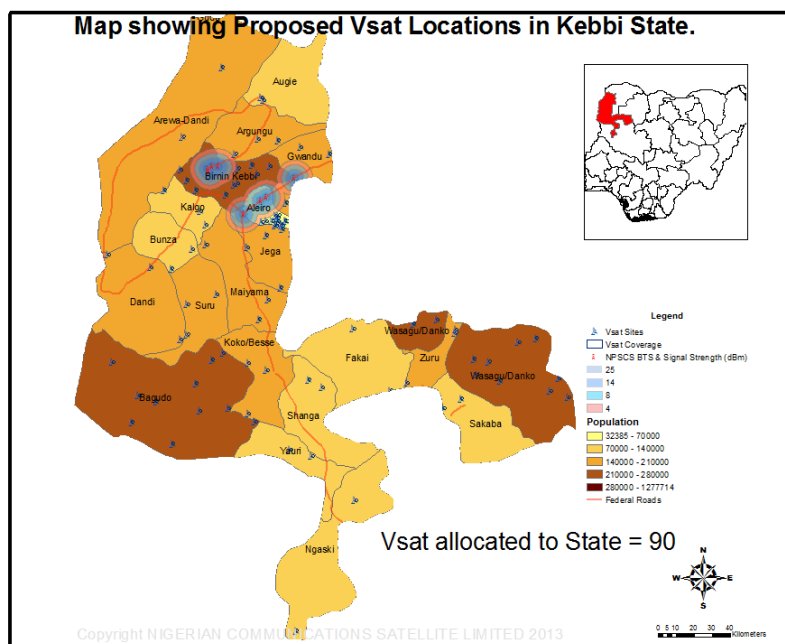 Map showing Proposed Vsat Locations in Kebbi State.
Augie
Arewa-Dandi
Argungu
Gwandu
Birnin Kebbi
Kalgo
Aleiro
Bunza
Jega
Dandi
Suru
Maiyama
Koko/Besse
Wasagu/Danko
Fakai
Zuru
Wasagu/Danko
Bagudo
Shanga
Sakaba
Yauri
Ngaski
Legend
Vsat Sites
Vsat Coverage
NPSCS BTS & Signal Strength (dBm)
25
14
8
4
Population
32385 - 70000
70000 - 140000
140000 - 210000
210000 - 280000
280000 - 1277714
Federal Roads
Vsat allocated to State = 90
N
W E
S
0 5 10 20 30 40
Kilometers
Copyright NIGERIAN COMMUNICATIONS SATELLITE LIMITED 2013